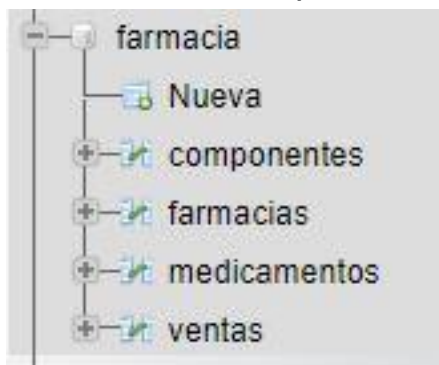 farmacia
Nueva
componentes
farmacias
medicamentos
ventas